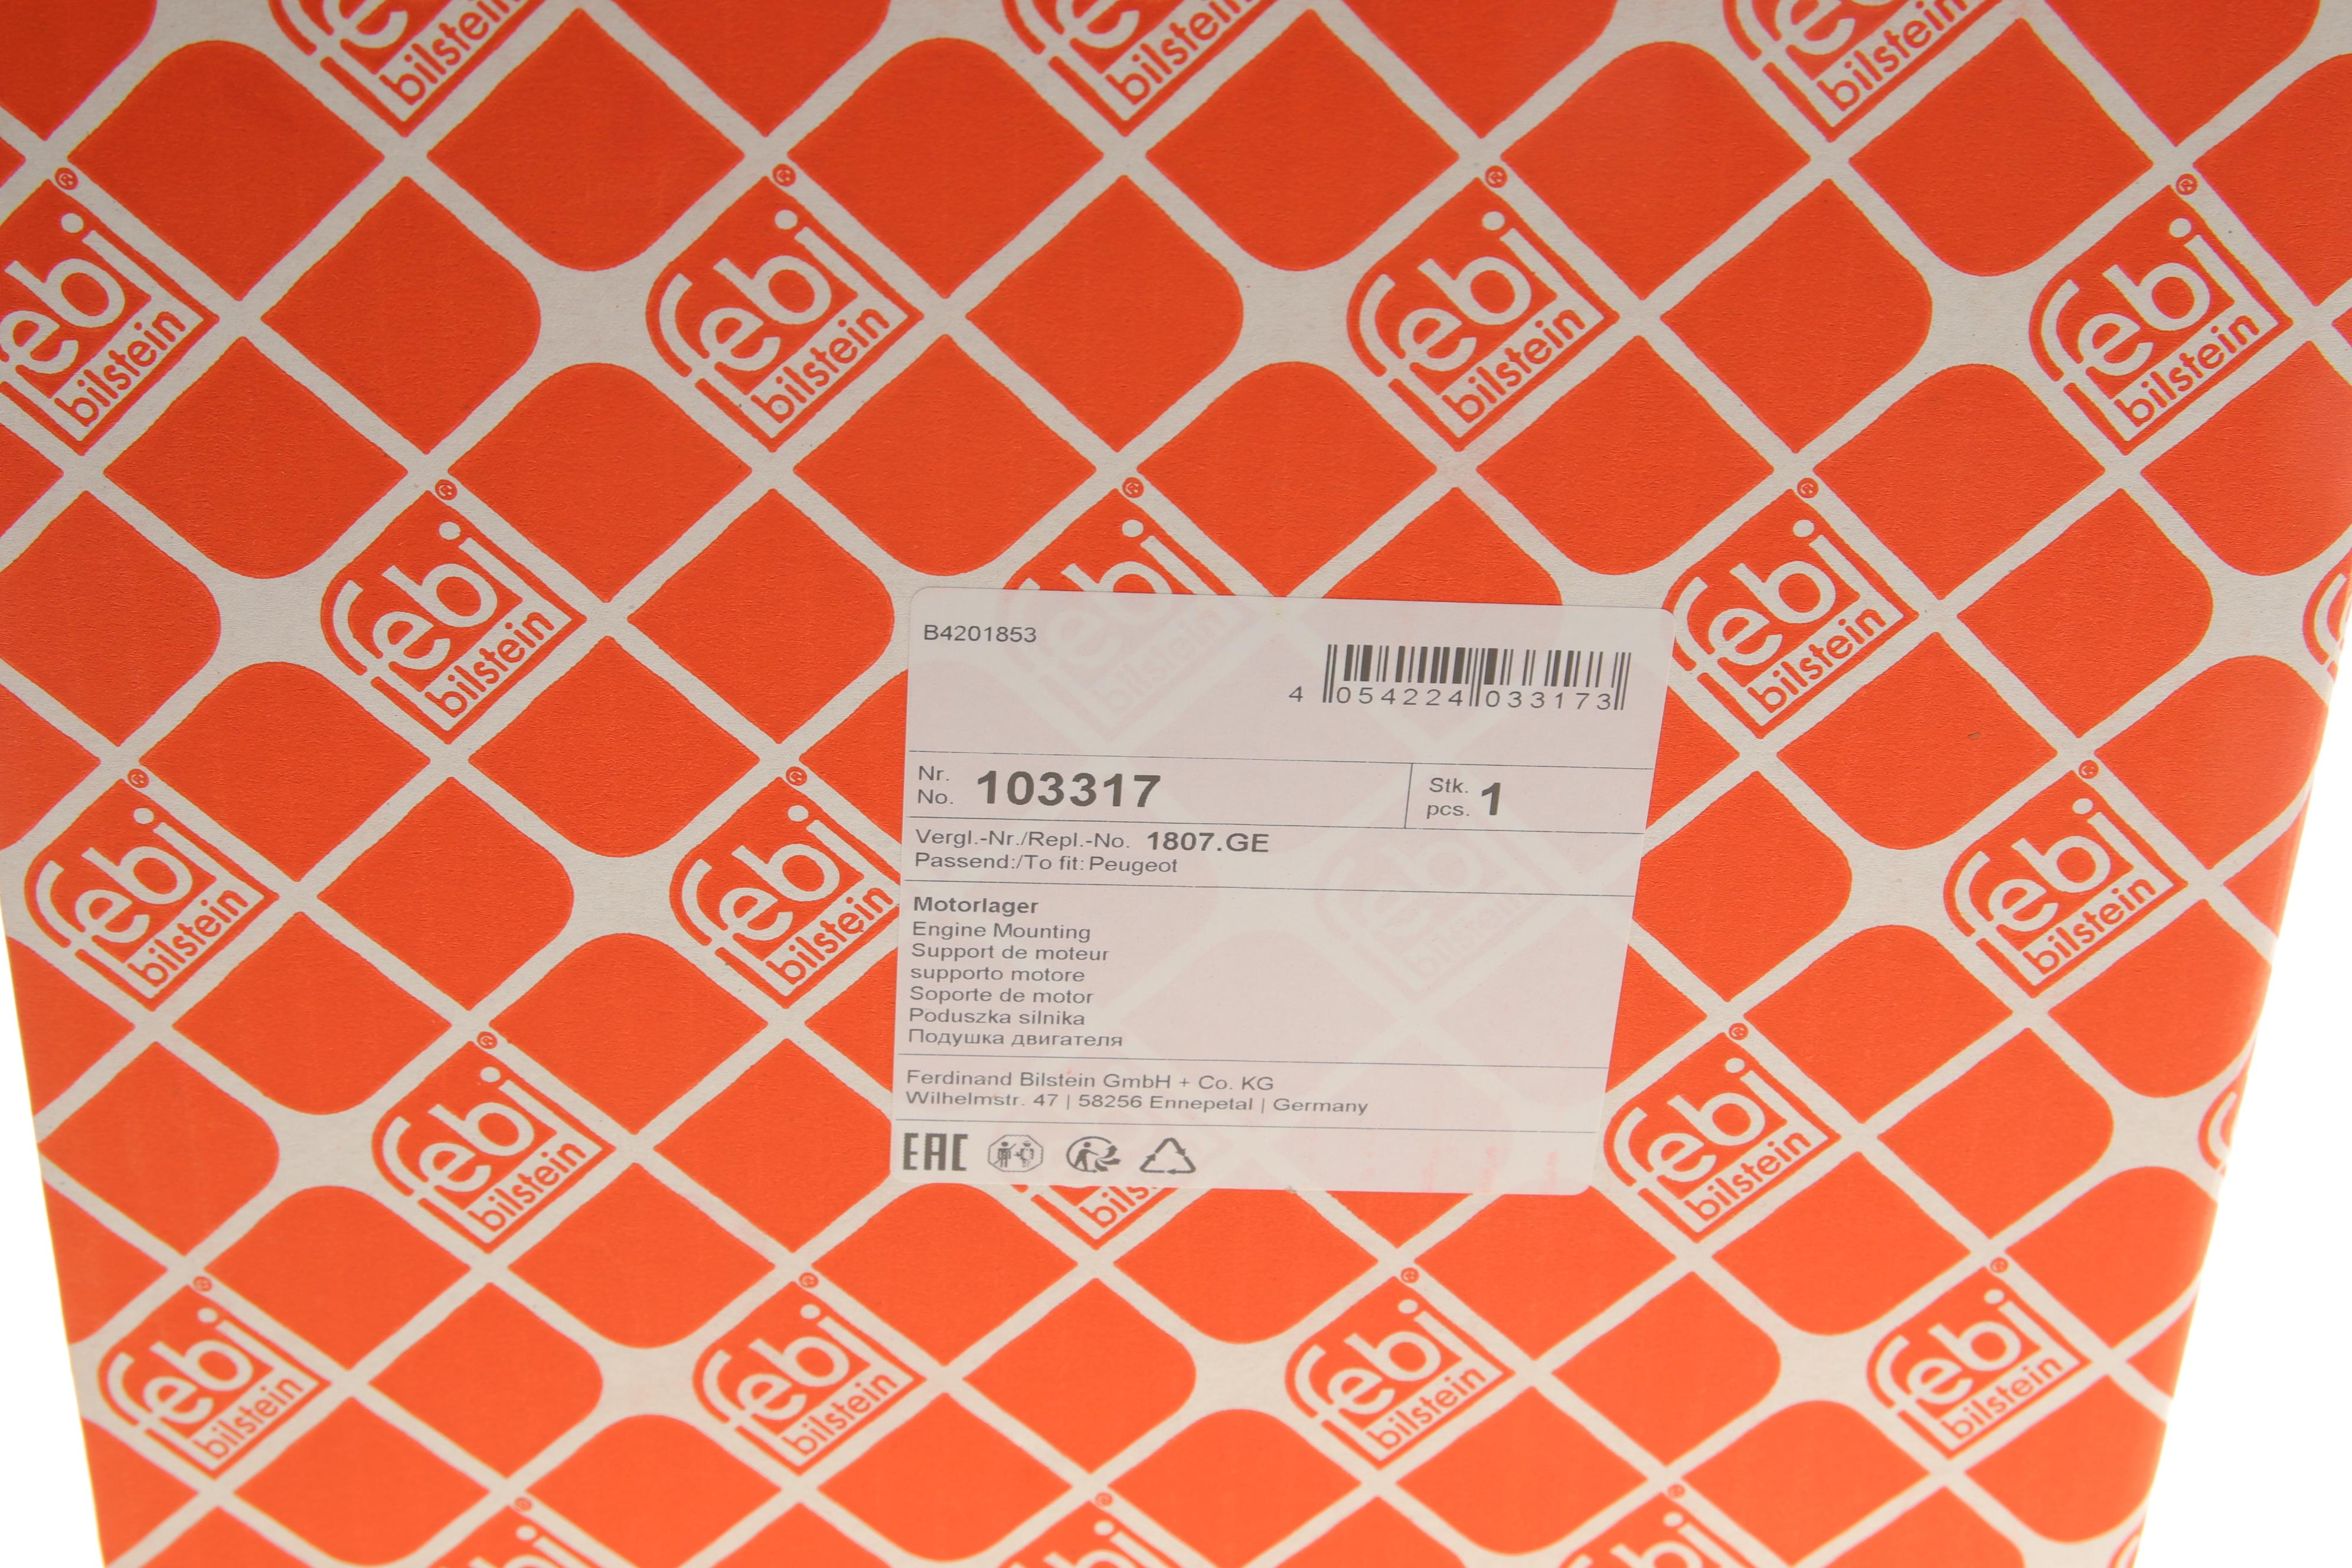 febi
bilstein
B4201853
4 054224 033173
Nr.
No. 103317
Stk.
pcs. 1
Vergl.-Nr./Repl.-No. 1807.GE
Passend:/To fit: Peugeot
Motorlager
Engine Mounting
Support de moteur
supporto motore
Soporte de motor
Poduszka silnika
Подушка двигателя
Ferdinand Bilstein GmbH + Co. KG
Wilhelmstr. 47 | 58256 Ennepetal | Germany
EAC